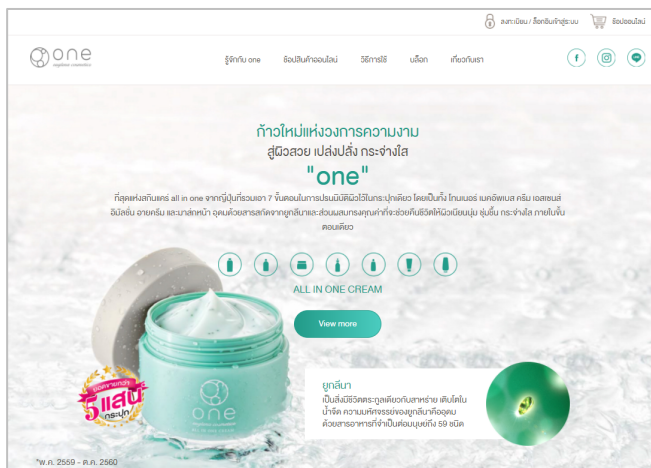 ลงทะเบียน / ล็อกอินเข้าสู่ระบบ
ช้อปออนไลน์
one
รู้จักกับ one
ช้อปสินค้าออนไลน์
วิธีการใช้
บล็อก
เกี่ยวกับเรา
ก้าวใหม่แห่งวงการความงาม
สู่ผิวสวย เปล่งปลั่ง กระจ่างใส
"one"
ที่สุดแห่งสกินแคร์ all in one จากญี่ปุ่นที่รวมเอา 7 ขั้นตอนในการปรนนิบัติผิวไว้ในกระปุกเดียว โดยเป็นทั้ง โทนเนอร์ เมคอัพเบส ครีม เอสเซนส์
อิมัลชั่น อายครีม และมาส่กหน้า อุดมด้วยสารสกัดจากยูกลีนาและส่วนผสมทรงคุณค่าที่จะช่วยคืนชีวิตให้ผิวเนียนนุ่ม ชุ่มชื้น กระจ่างใส ภายในขั้น
ตอนเดียว
ALL IN ONE CREAM
View more
ยอดขายกว่า
5 แสน
กระปุก
one
ยูกลีนา
เป็นสิ่งมีชีวิตตระกูลเดียวกับสาหร่าย เติบโตใน
น้ำจืด ความมหัศจรรย์ของยูกลีนาคืออุดม
ด้วยสารอาหารที่จำเป็นต่อมนุษย์ถึง 59 ชนิด
*พ.ค. 2559 - ต.ค. 2560